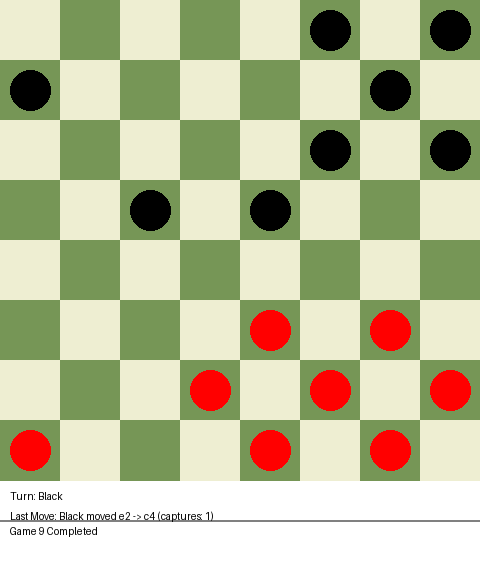 Turn: Black
Last Move: Black moved e2 -> c4 (captures: 1)
Game 9 Completed